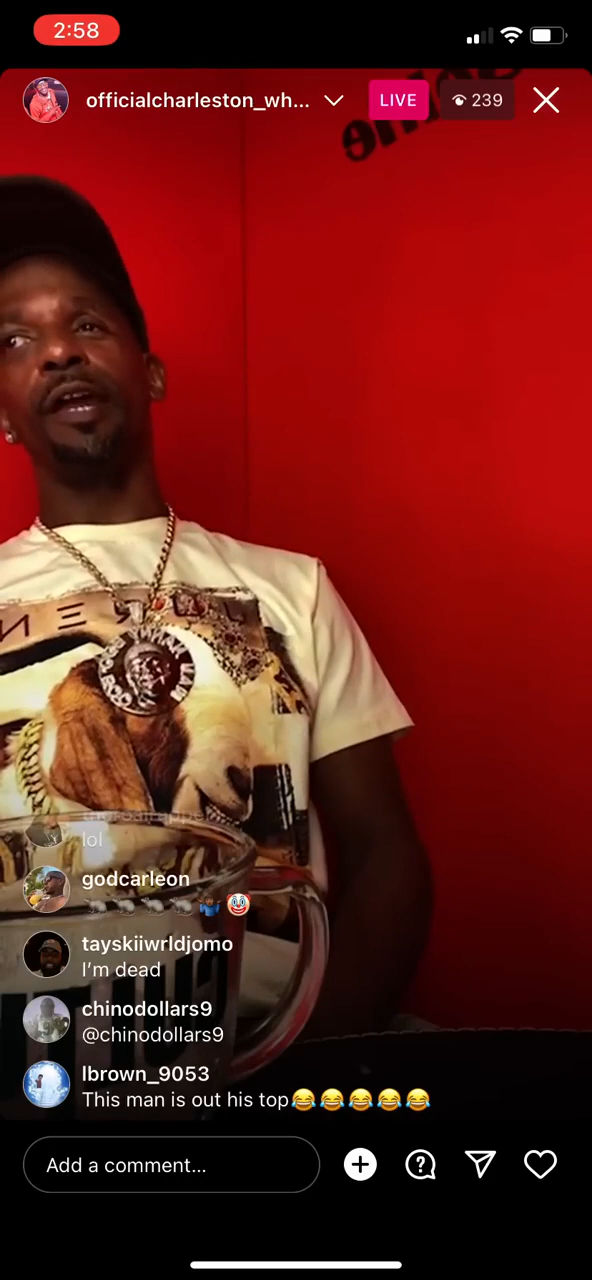 2:58
officialcharleston_wh...
LIVE
239
lol
godcarleon
tayskiiwrldjomo
I'm dead
chinodollars9
@chinodollars9
lbrown_9053
This man is out his top😂😂😂😂😂
Add a comment...